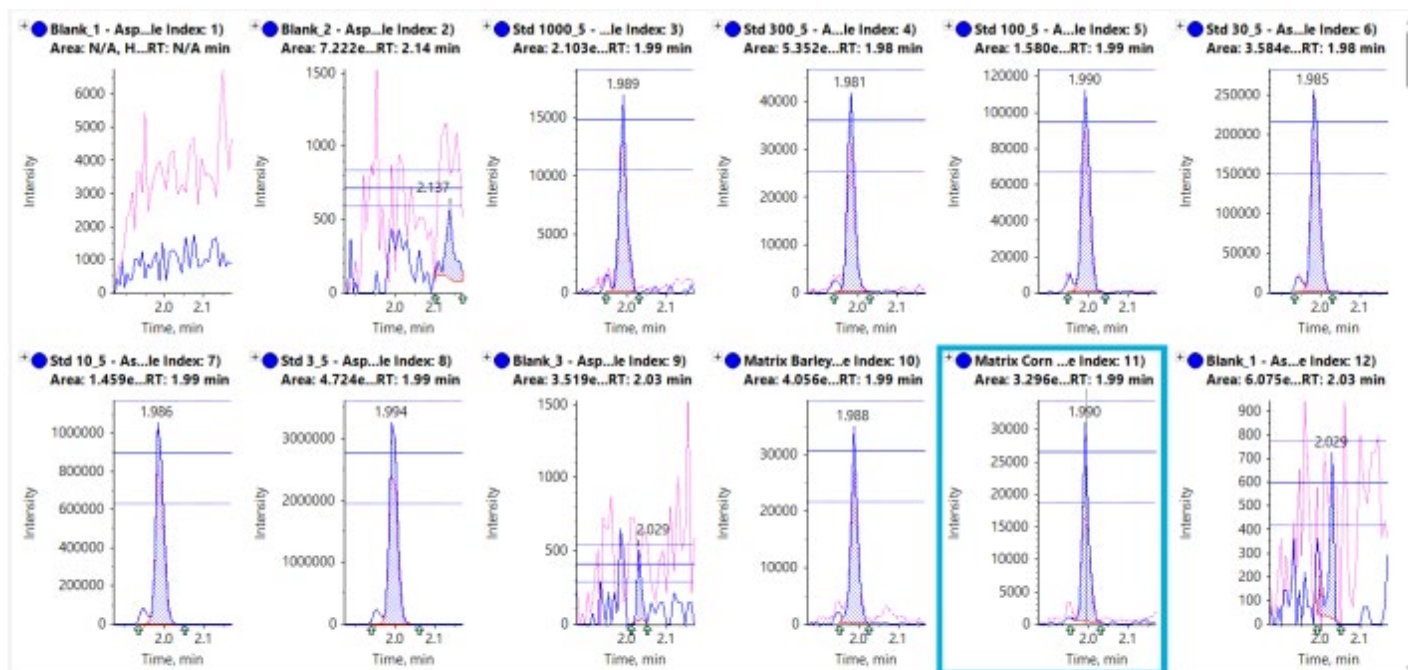 Blank_1 - Asp...le Index: 1)
Area: N/A, H...RT: N/A min
6000
5000
4000
3000
2000
1000
0
Intensity
2.0 2.1
Time, min
Blank_2 - Asp...le Index: 2)
Area: 7.222e...RT: 2.14 min
1500
1000
500
0
2.137
Intensity
2.0 2.1
Time, min
Std 1000_5 - ...le Index: 3)
Area: 2.103e...RT: 1.99 min
1.989
15000
10000
5000
0
Intensity
2.0 2.1
Time, min
Std 300_5 - A...le Index: 4)
Area: 5.352e...RT: 1.98 min
1.981
40000
30000
20000
10000
0
Intensity
2.0 2.1
Time, min
Std 100_5 - A...le Index: 5)
Area: 1.580e...RT: 1.99 min
1.990
120000
100000
80000
60000
40000
20000
0
Intensity
2.0 2.1
Time, min
Std 30_5 - As...le Index: 6)
Area: 3.584e...RT: 1.98 min
1.985
250000
200000
150000
100000
50000
0
Intensity
2.0 2.1
Time, min
Std 10_5 - As...le Index: 7)
Area: 1.459e...RT: 1.99 min
1.986
1000000
800000
600000
400000
200000
0
Intensity
2.0 2.1
Time, min
Std 3_5 - Asp...le Index: 8)
Area: 4.724e...RT: 1.99 min
1.994
3000000
2000000
1000000
0
Intensity
2.0 2.1
Time, min
Blank_3 - Asp...le Index: 9)
Area: 3.519e...RT: 2.03 min
1500
1000
500
0
2.029
Intensity
2.0 2.1
Time, min
Matrix Barley...e Index: 10)
Area: 4.056e...RT: 1.99 min
1.988
30000
20000
10000
0
Intensity
2.0 2.1
Time, min
Matrix Corn ...e Index: 11)
Area: 3.296e...RT: 1.99 min
1.990
30000
25000
20000
15000
10000
5000
0
Intensity
2.0 2.1
Time, min
Blank_1 - As...e Index: 12)
Area: 6.075e...RT: 2.03 min
900
800
700
600
500
400
300
200
100
0
2.029
Intensity
2.0 2.1
Time, min